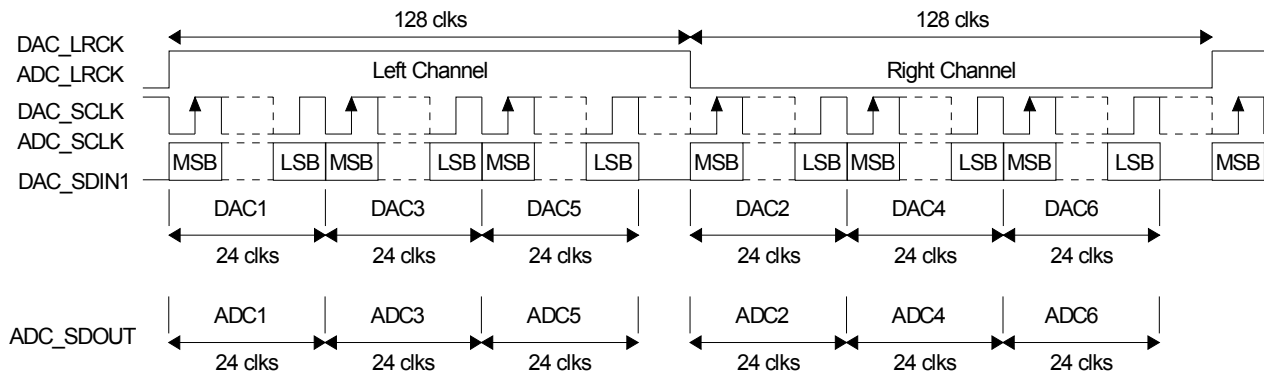 128 clks 128 clks
DAC_LRCK
ADC_LRCK Left Channel Right Channel
DAC_SCLK
ADC_SCLK
MSB LSB MSB LSB MSB LSB MSB LSB MSB LSB MSB LSB MSB
DAC_SDIN1
DAC1 DAC3 DAC5 DAC2 DAC4 DAC6
24 clks 24 clks 24 clks 24 clks 24 clks 24 clks
ADC1 ADC3 ADC5 ADC2 ADC4 ADC6
ADC_SDOUT
24 clks 24 clks 24 clks 24 clks 24 clks 24 clks